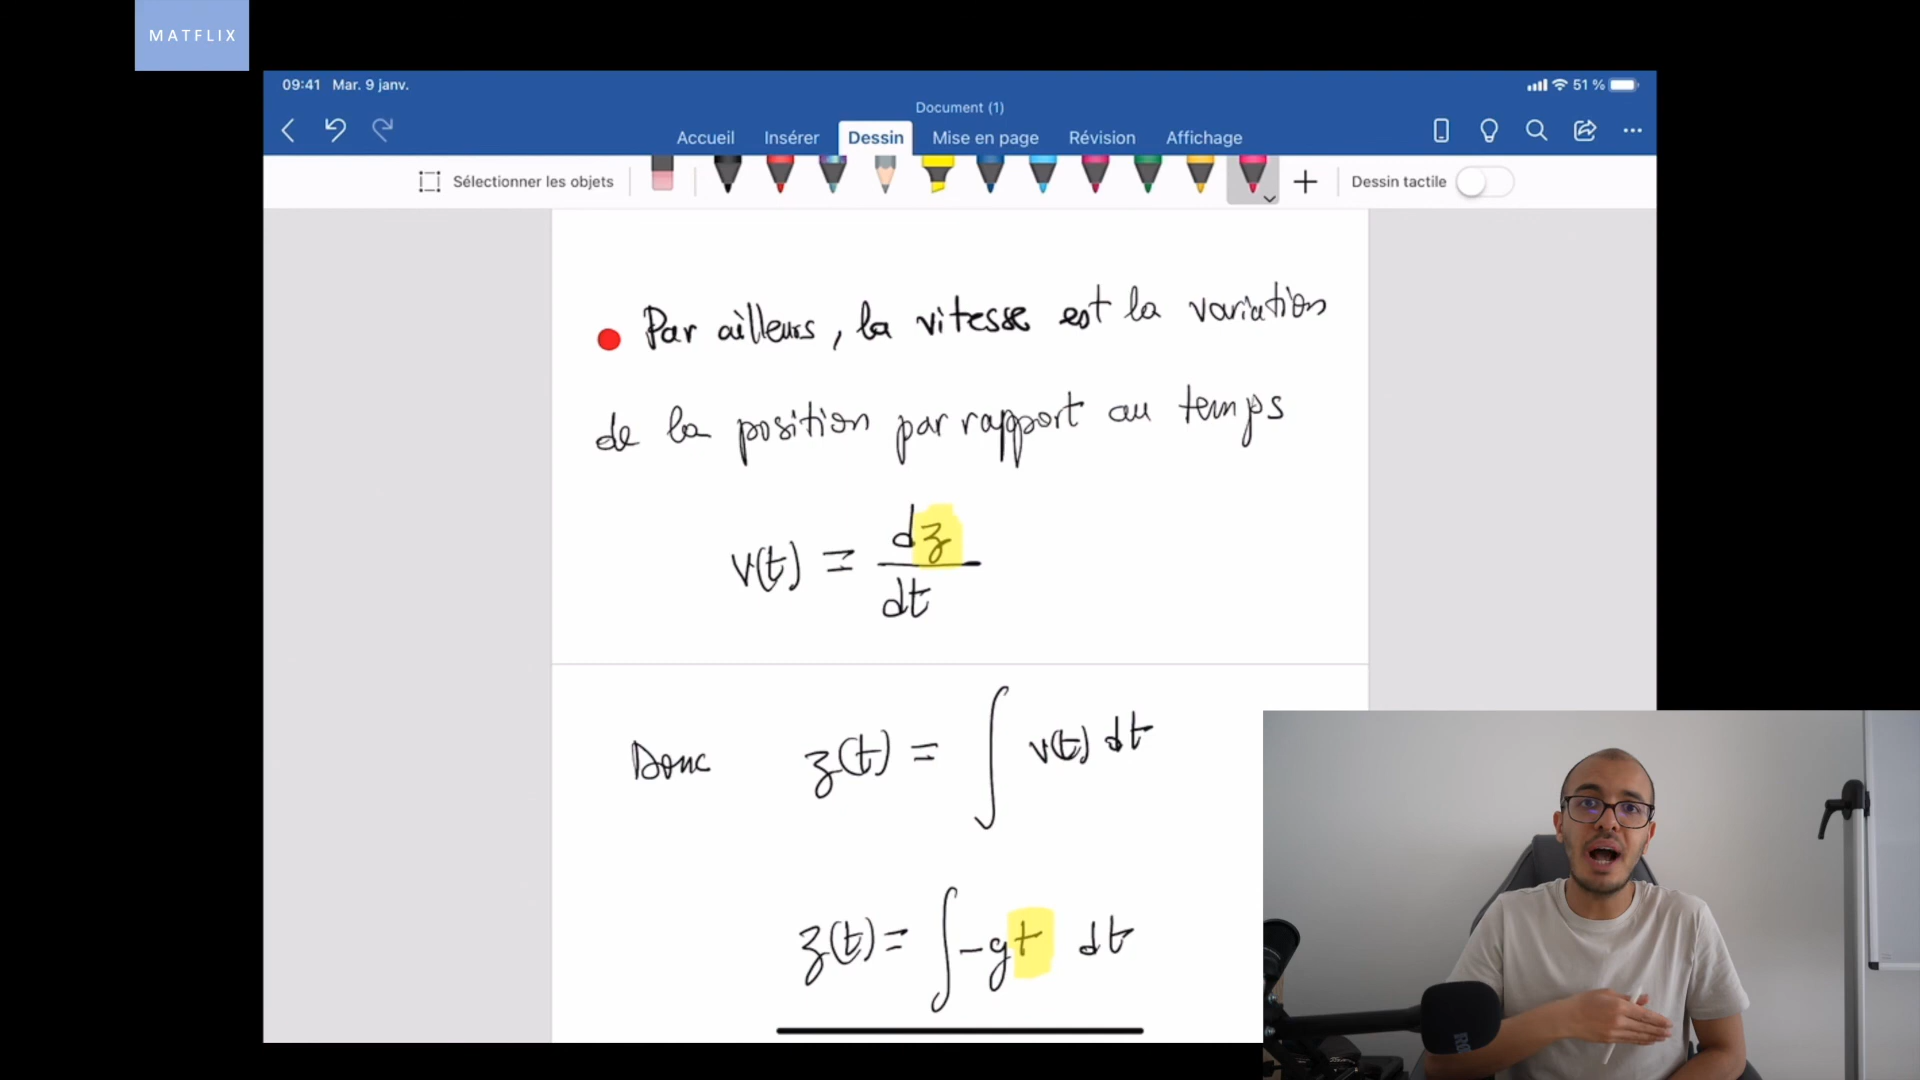 MATFLIX
09:41 Mar. 9 janv.
51 %
Document (1)
Accueil Insérer Dessin Mise en page Révision Affichage
Sélectionner les objets
Dessin tactile
Par ailleurs, la vitesse est la variation
de la position par rapport au temps
v(t) = dz/dt
Donc z(t) = ∫ v(t) dt
z(t) = ∫ -gt dt